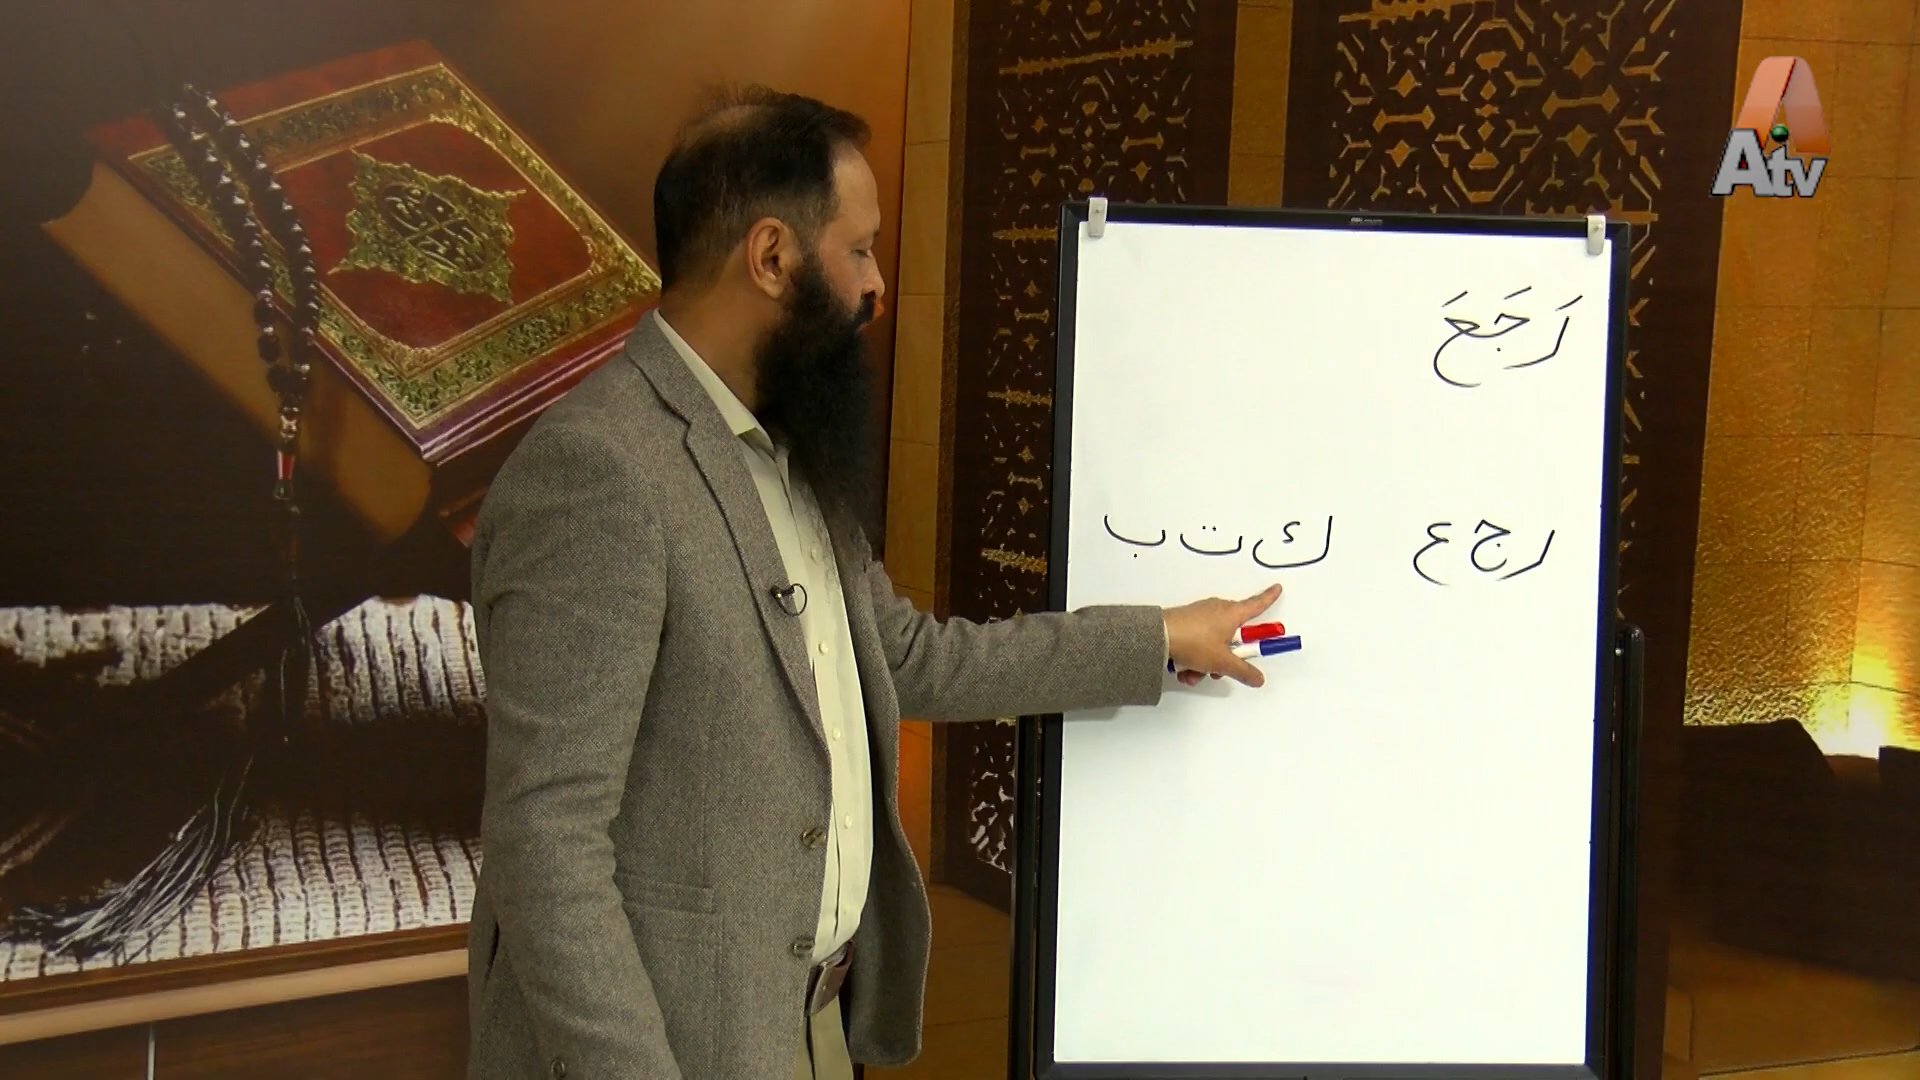 رَجَعَ
ر ج ع ك ت ب
Atv